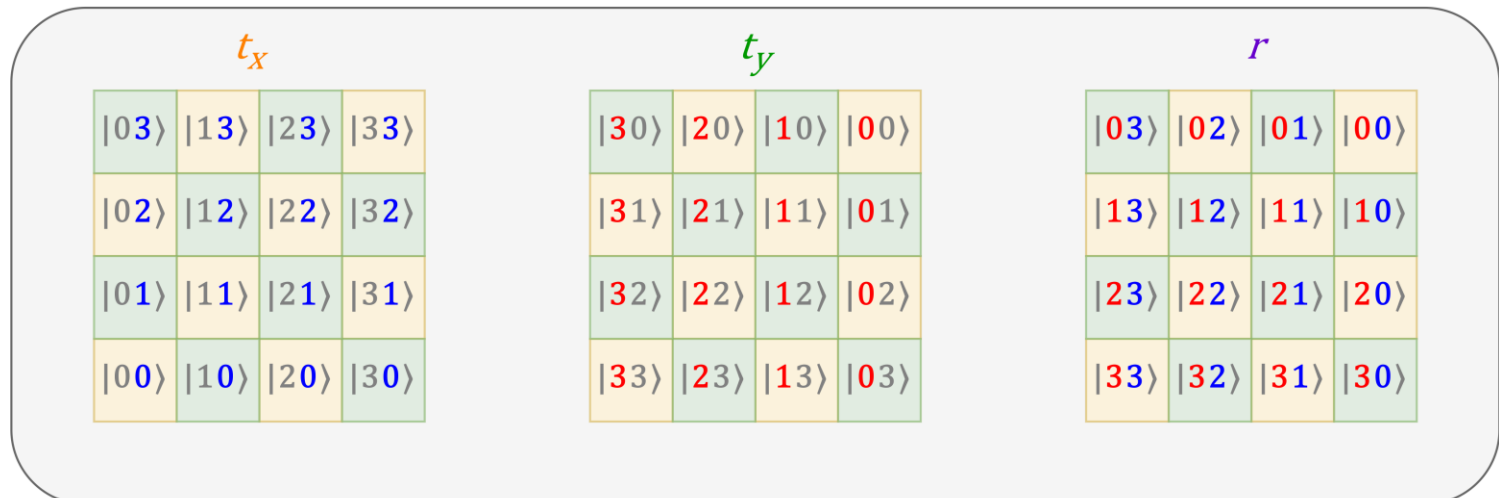 t_x t_y r
|03⟩ |13⟩ |23⟩ |33⟩ |30⟩ |20⟩ |10⟩ |00⟩ |03⟩ |02⟩ |01⟩ |00⟩
|02⟩ |12⟩ |22⟩ |32⟩ |31⟩ |21⟩ |11⟩ |01⟩ |13⟩ |12⟩ |11⟩ |10⟩
|01⟩ |11⟩ |21⟩ |31⟩ |32⟩ |22⟩ |12⟩ |02⟩ |23⟩ |22⟩ |21⟩ |20⟩
|00⟩ |10⟩ |20⟩ |30⟩ |33⟩ |23⟩ |13⟩ |03⟩ |33⟩ |32⟩ |31⟩ |30⟩